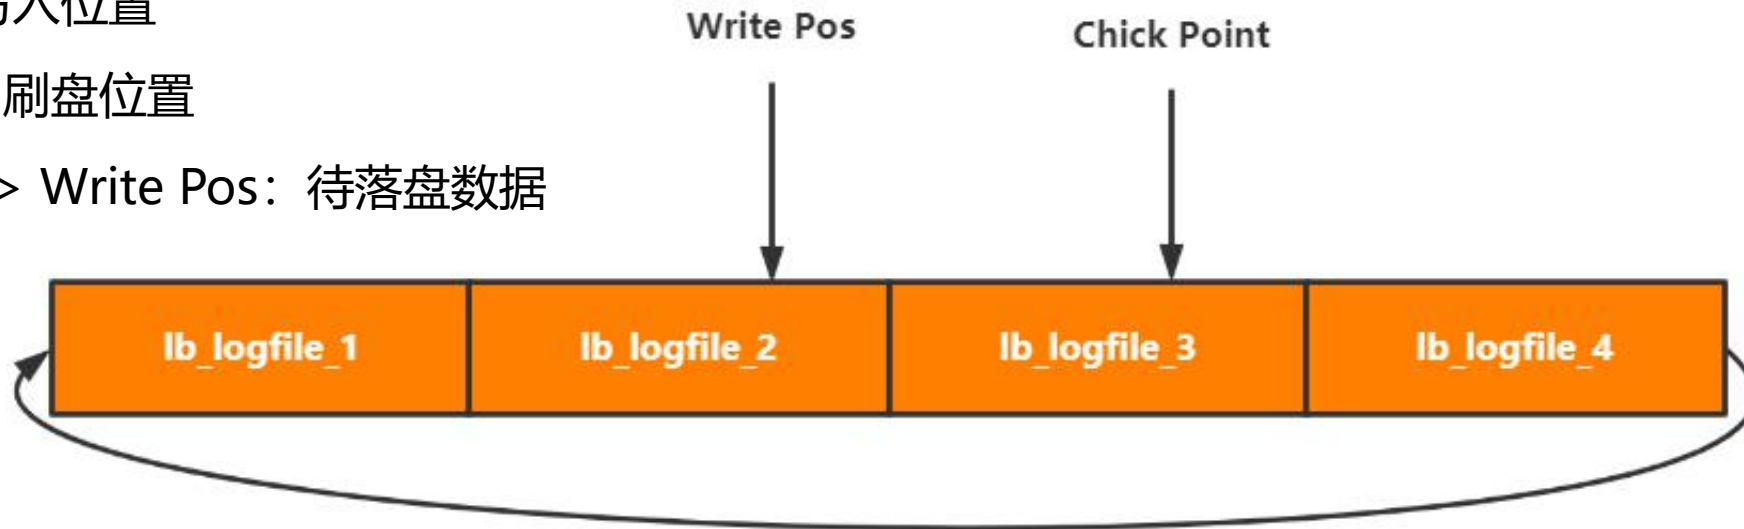 入位置
刷盘位置
> Write Pos：待落盘数据
Write Pos
Chick Point
lb_logfile_1
lb_logfile_2
lb_logfile_3
lb_logfile_4